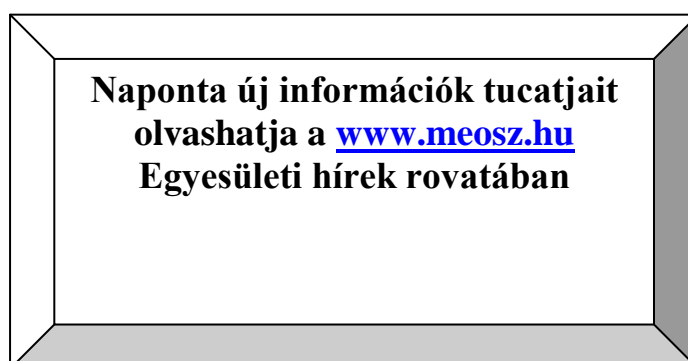 Naponta új információk tucatjait
olvashatja a www.meosz.hu
Egyesületi hírek rovatában